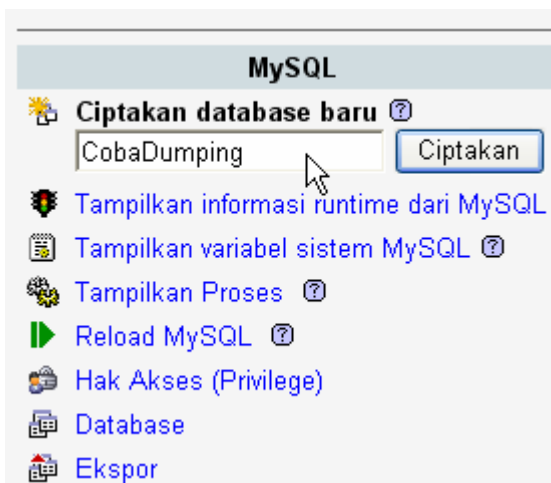 MySQL
Ciptakan database baru
CobaDumping Ciptakan
Tampilkan informasi runtime dari MySQL
Tampilkan variabel sistem MySQL
Tampilkan Proses
Reload MySQL
Hak Akses (Privilege)
Database
Ekspor